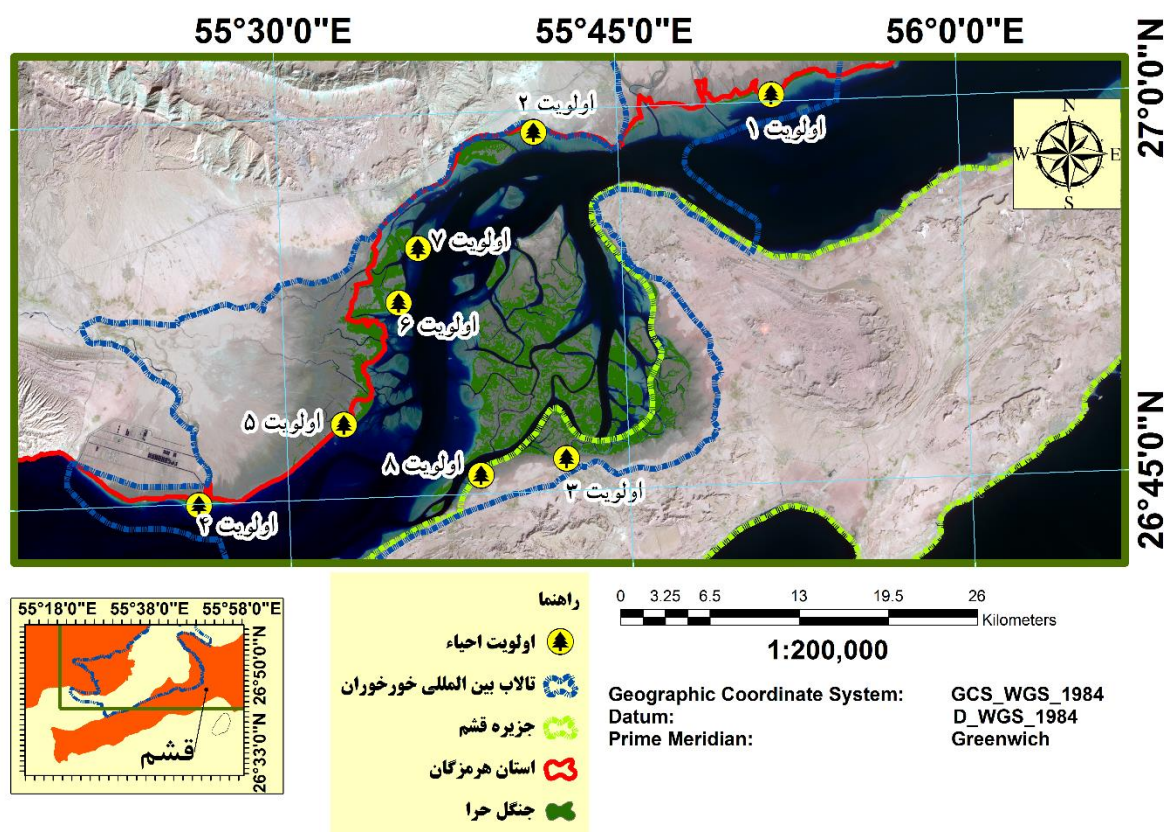 55°30'0"E 55°45'0"E 56°0'0"E
27°0'0"N
26°45'0"N
N
W E
S
اولویت ۱
اولویت ۲
اولویت ۷
اولویت ۶
اولویت ۵
اولویت ۸
اولویت ۳
اولویت ۴
55°18'0"E 55°38'0"E 55°58'0"E
26°50'0"N
26°33'0"N
قشم
راهنما
اولویت احیاء
تالاب بین المللی خورخوران
جزیره قشم
استان هرمزگان
جنگل حرا
0 3.25 6.5 13 19.5 26
Kilometers
1:200,000
Geographic Coordinate System: GCS_WGS_1984
Datum: D_WGS_1984
Prime Meridian: Greenwich